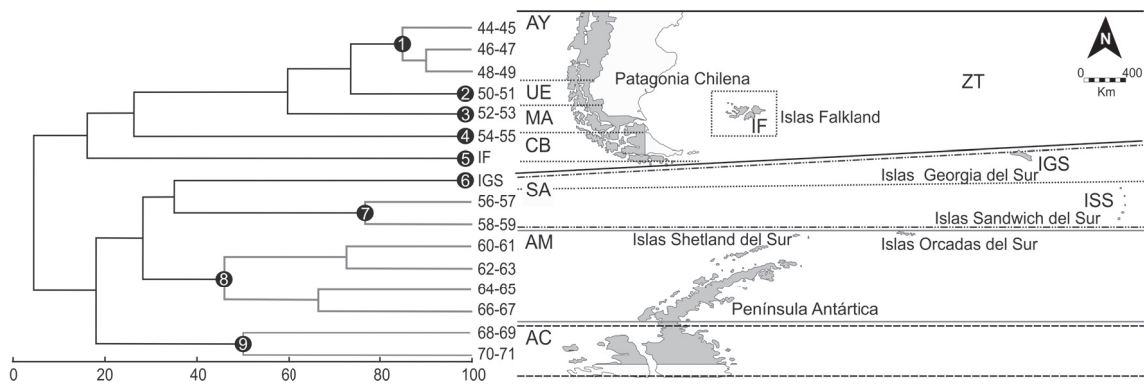 1
44-45
46-47
48-49
2
50-51
3
52-53
4
54-55
5
IF
6
IGS
56-57
7
58-59
60-61
8
62-63
64-65
66-67
68-69
9
70-71
0 20 40 60 80 100
AY
UE
MA
CB
SA
AM
AC
Patagonia Chilena
IF
Islas Falkland
ZT
N
0 400
Km
IGS
Islas Georgia del Sur
ISS
Islas Sandwich del Sur
Islas Shetland del Sur
Islas Orcadas del Sur
Península Antártica